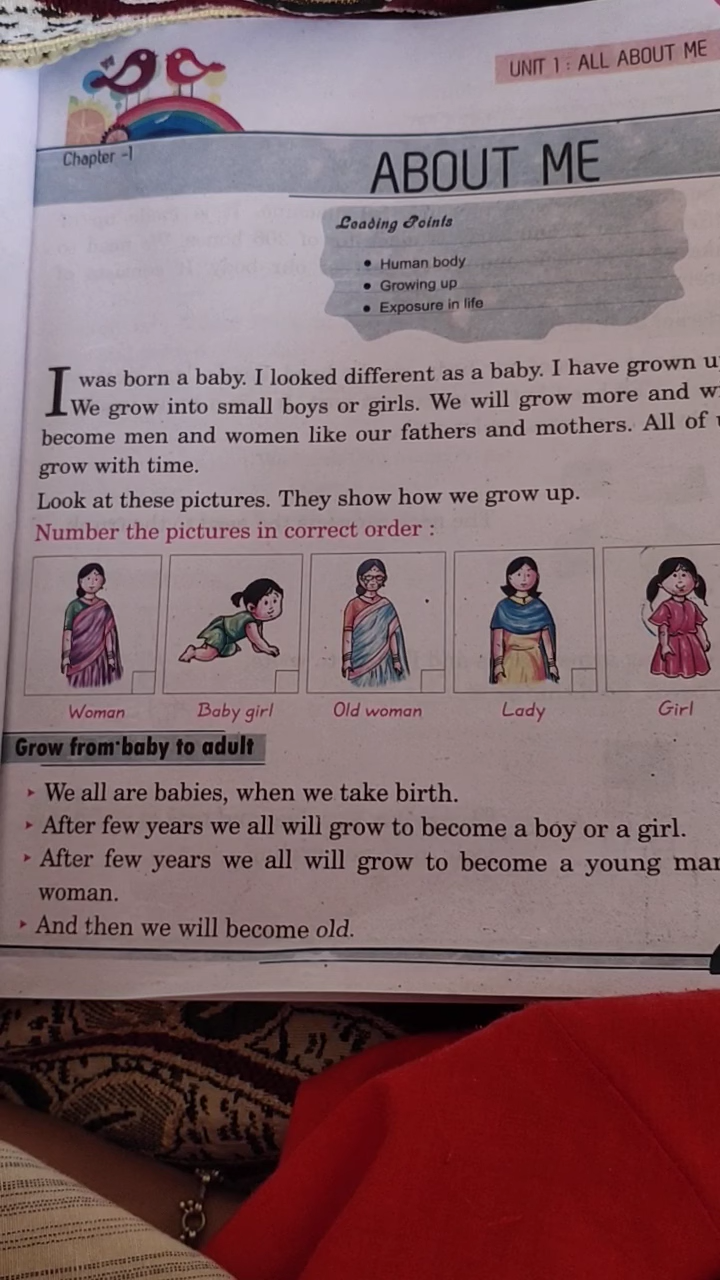 UNIT 1 : ALL ABOUT ME
Chapter -1
ABOUT ME
Loading Points
• Human body
• Growing up
• Exposure in life
I was born a baby. I looked different as a baby. I have grown
We grow into small boys or girls. We will grow more and
become men and women like our fathers and mothers. All of
grow with time.
Look at these pictures. They show how we grow up.
Number the pictures in correct order :
Woman Baby girl Old woman Lady Girl
Grow from baby to adult
▸ We all are babies, when we take birth.
▸ After few years we all will grow to become a boy or a girl.
▸ After few years we all will grow to become a young man
woman.
▸ And then we will become old.